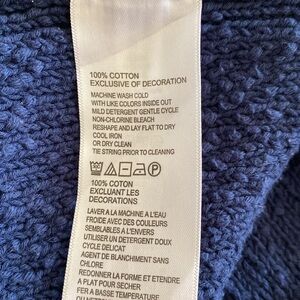 100% COTTON
EXCLUSIVE OF DECORATION
MACHINE WASH COLD
WITH LIKE COLORS INSIDE OUT
MILD DETERGENT GENTLE CYCLE
NON-CHLORINE BLEACH
RESHAPE AND LAY FLAT TO DRY
COOL IRON
OR DRY CLEAN
TIE STRING PRIOR TO CLEANING
P
100% COTON
EXCLUANT LES
DECORATIONS
LAVER A LA MACHINE A L'EAU
FROIDE AVEC DES COULEURS
SEMBLABLES A L'ENVERS
UTILISER UN DETERGENT DOUX
CYCLE DELICAT
AGENT DE BLANCHIMENT SANS
CHLORE
REDONNER LA FORME ET ETENDRE
A PLAT POUR SECHER
FER A BASSE TEMPERATURE